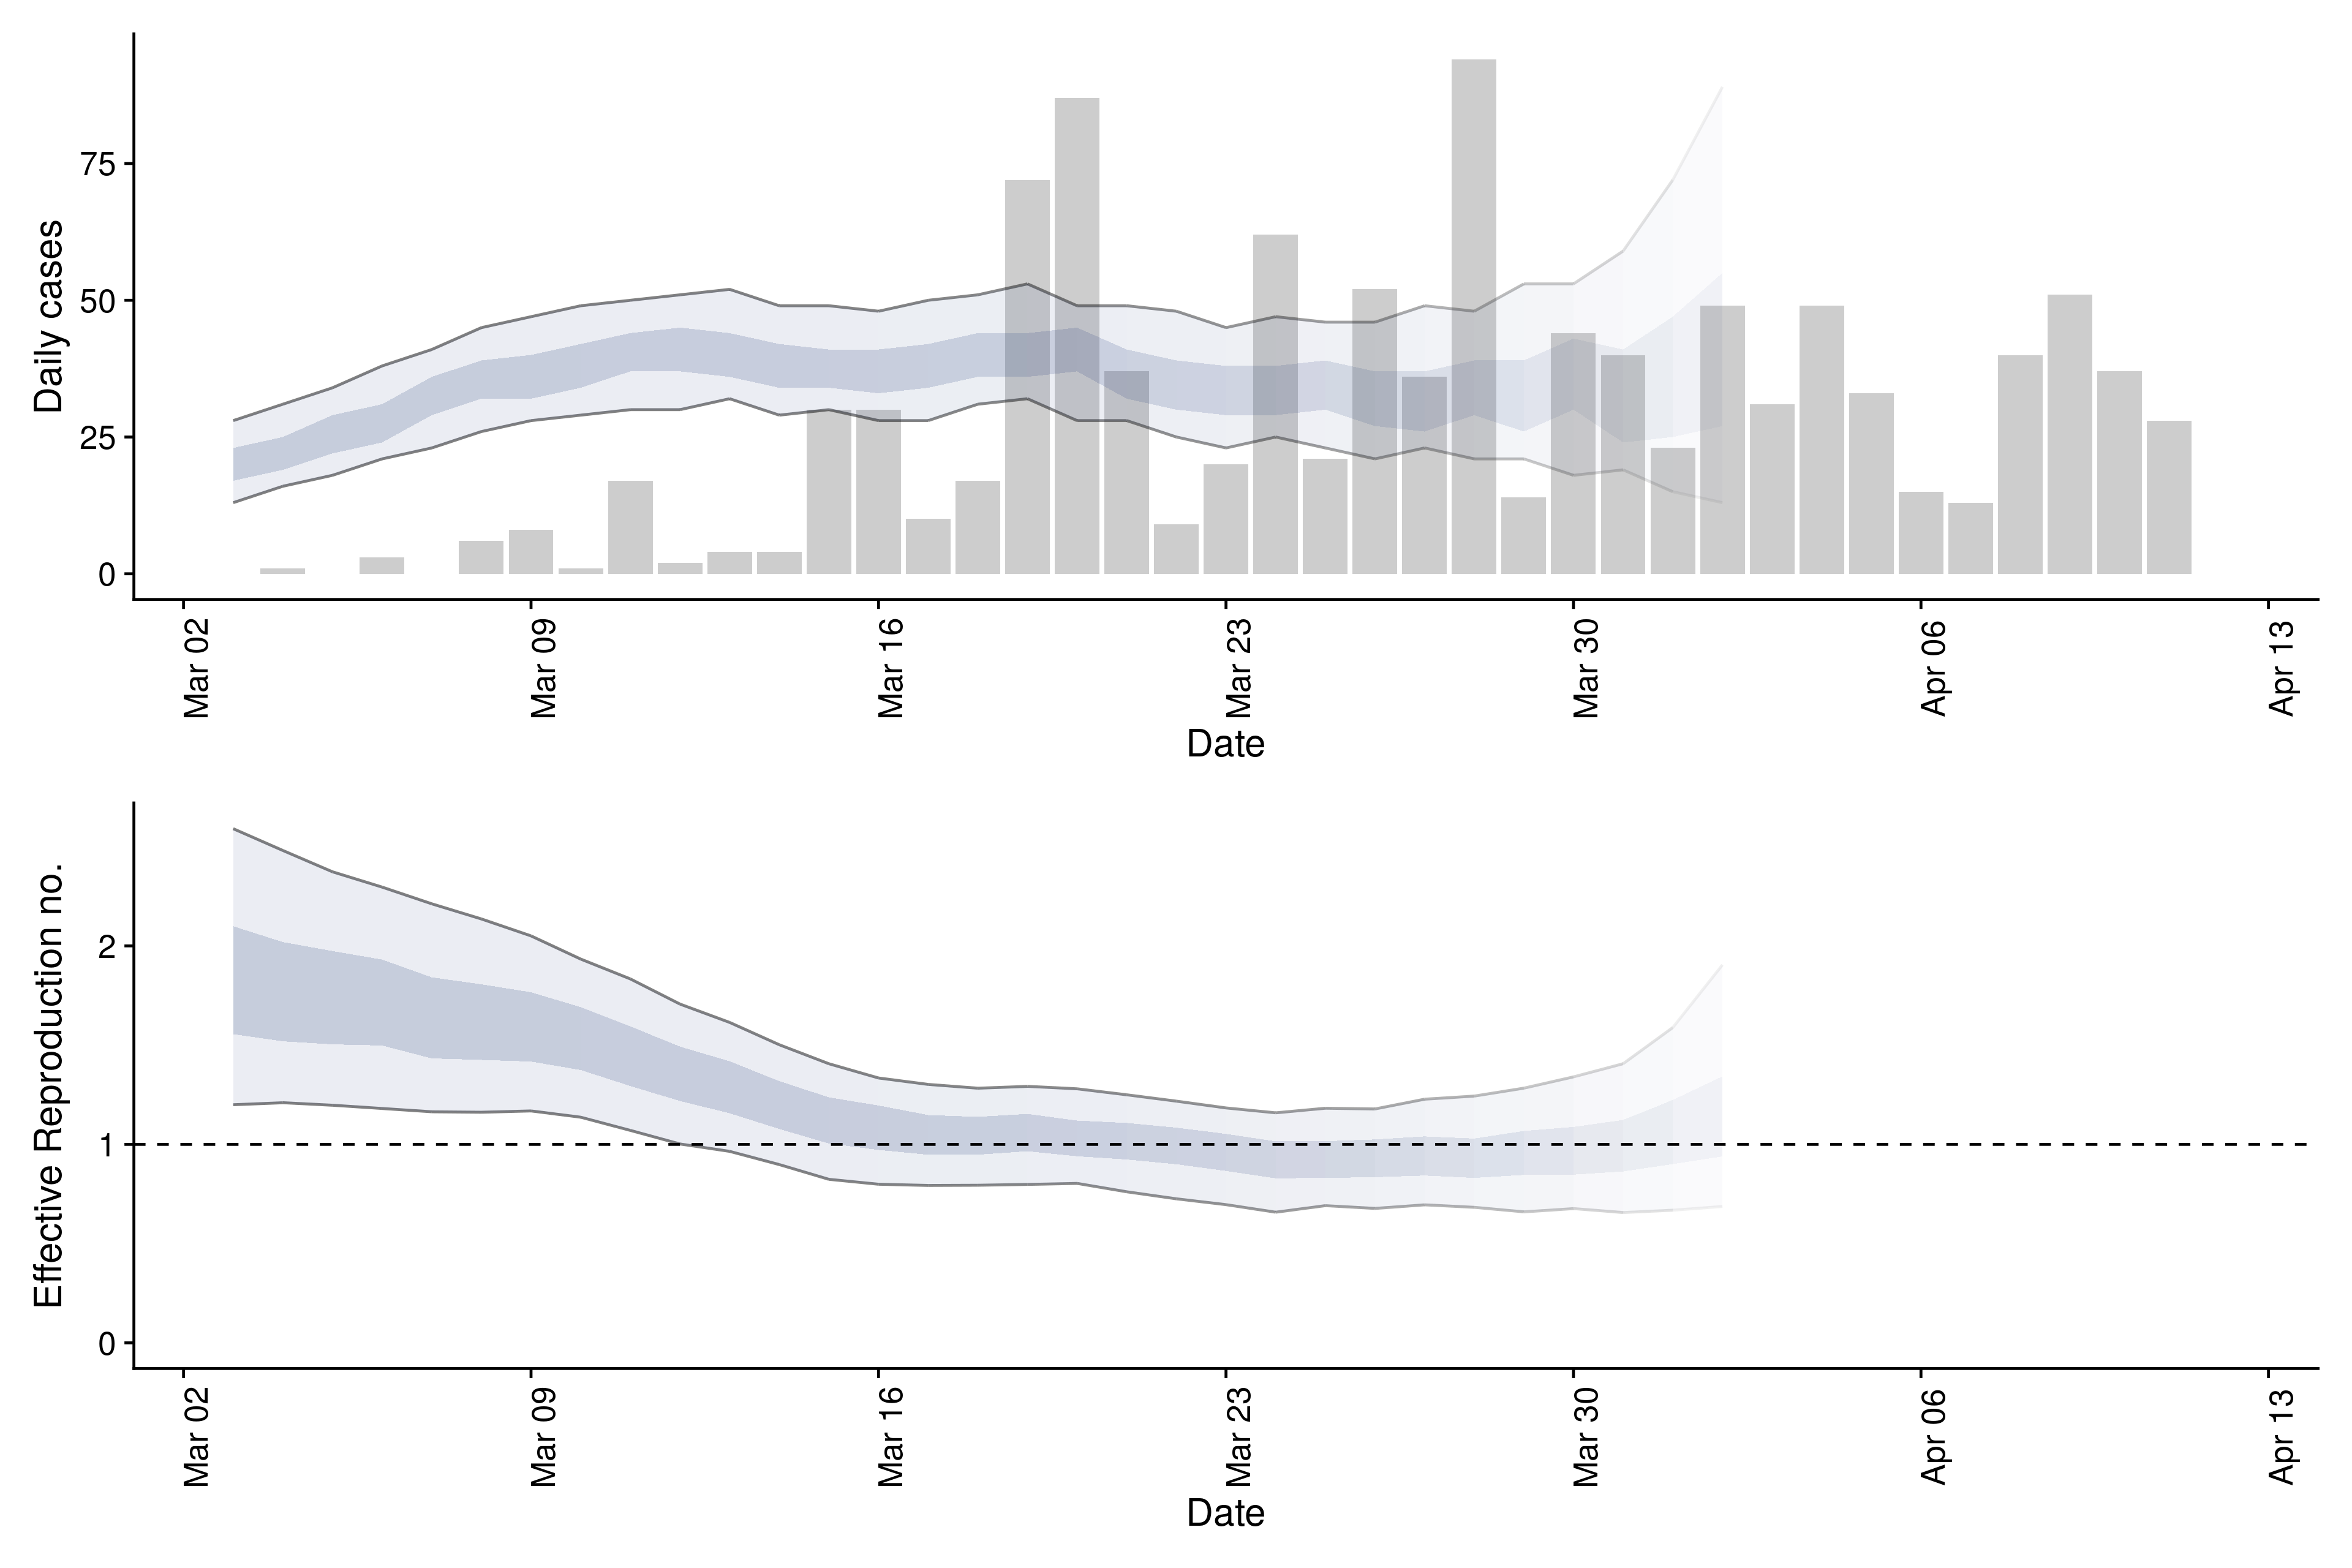 Daily cases
75
50
25
0
Mar 02
Mar 09
Mar 16
Mar 23
Mar 30
Apr 06
Apr 13
Date
Effective Reproduction no.
2
1
0
Mar 02
Mar 09
Mar 16
Mar 23
Mar 30
Apr 06
Apr 13
Date